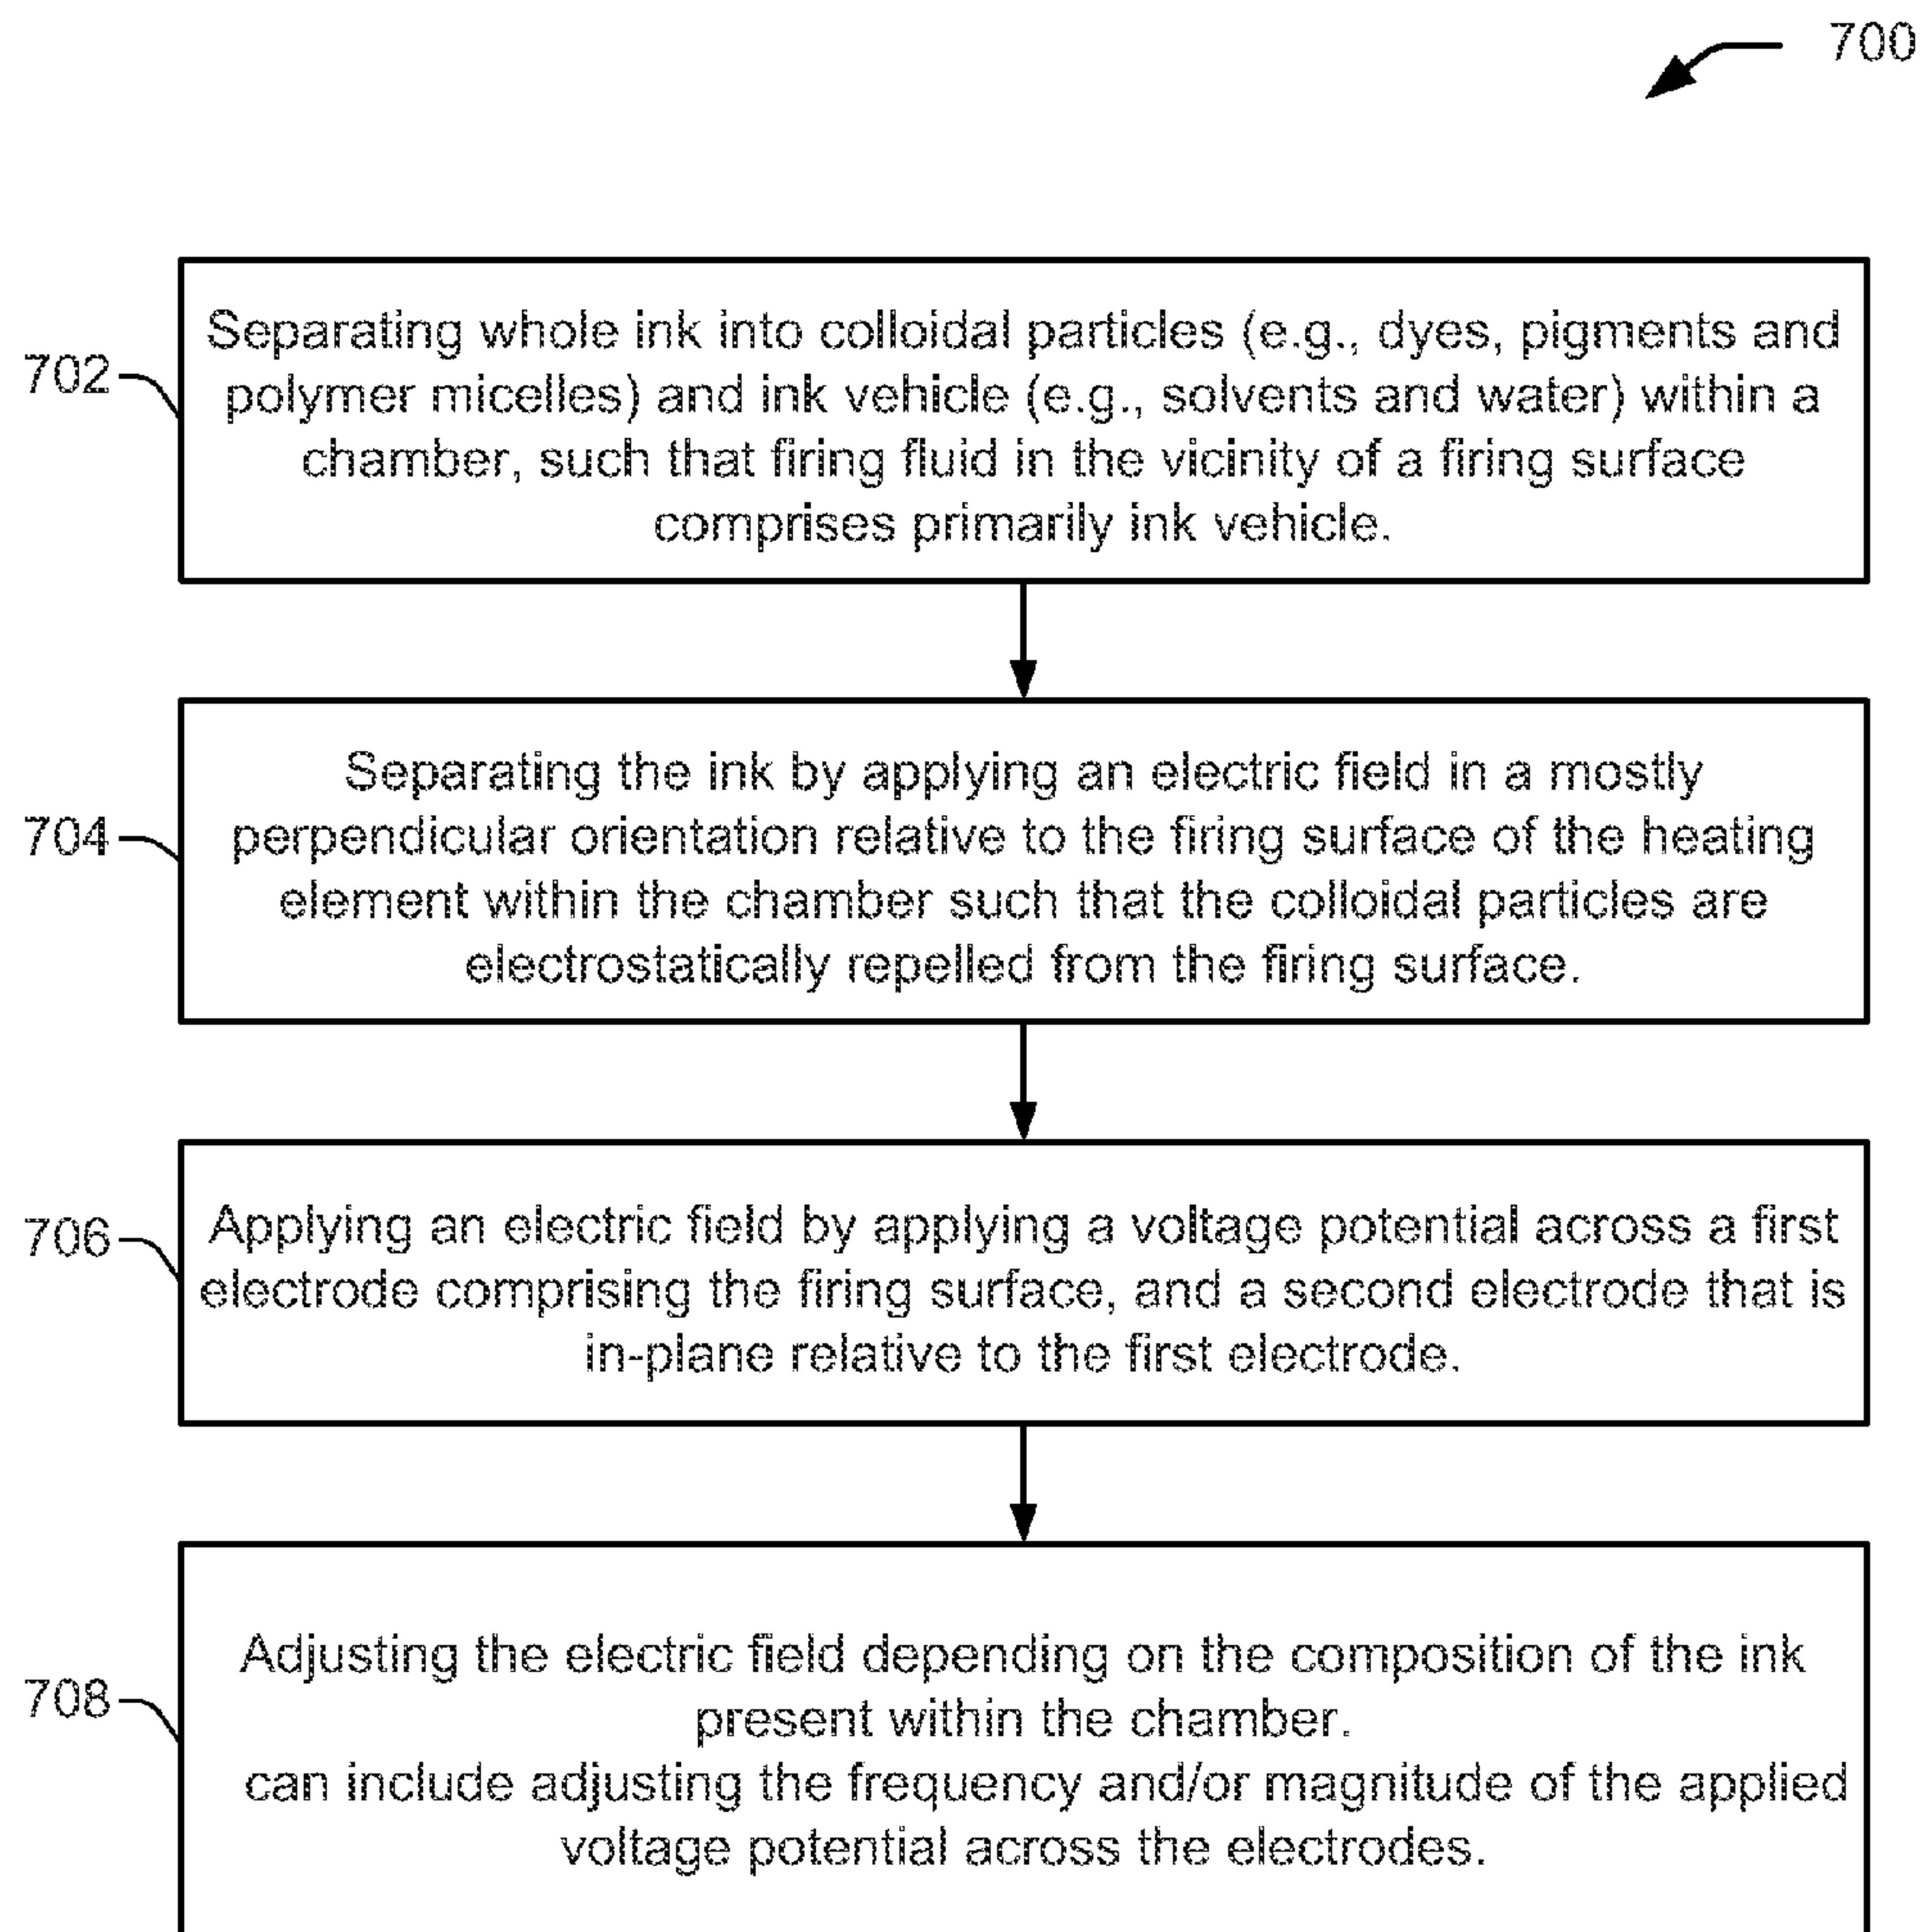 700
702
Separating whole ink into colloidal particles (e.g., dyes, pigments and
polymer micelles) and ink vehicle (e.g., solvents and water) within a
chamber, such that firing fluid in the vicinity of a firing surface
comprises primarily ink vehicle.
704
Separating the ink by applying an electric field in a mostly
perpendicular orientation relative to the firing surface of the heating
element within the chamber such that the colloidal particles are
electrostatically repelled from the firing surface.
706
Applying an electric field by applying a voltage potential across a first
electrode comprising the firing surface, and a second electrode that is
in-plane relative to the first electrode.
708
Adjusting the electric field depending on the composition of the ink
present within the chamber.
can include adjusting the frequency and/or magnitude of the applied
voltage potential across the electrodes.